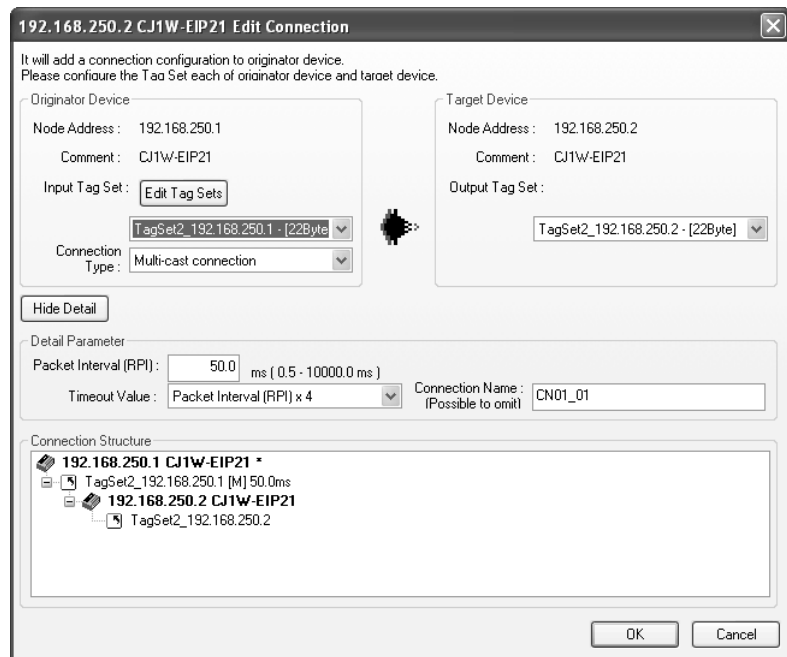 192.168.250.2 CJ1W-EIP21 Edit Connection
It will add a connection configuration to originator device.
Please configure the Tag Set each of originator device and target device.
Originator Device
Node Address : 192.168.250.1
Comment : CJ1W-EIP21
Input Tag Set : Edit Tag Sets
TagSet2_192.168.250.1 - [22Byte
Connection Type : Multi-cast connection
Target Device
Node Address : 192.168.250.2
Comment : CJ1W-EIP21
Output Tag Set :
TagSet2_192.168.250.2 - [22Byte]
Hide Detail
Detail Parameter
Packet Interval (RPI) : 50.0 ms ( 0.5 - 10000.0 ms )
Timeout Value : Packet Interval (RPI) x 4
Connection Name : (Possible to omit) CN01_01
Connection Structure
192.168.250.1 CJ1W-EIP21 *
TagSet2_192.168.250.1 [M] 50.0ms
192.168.250.2 CJ1W-EIP21
TagSet2_192.168.250.2
OK Cancel